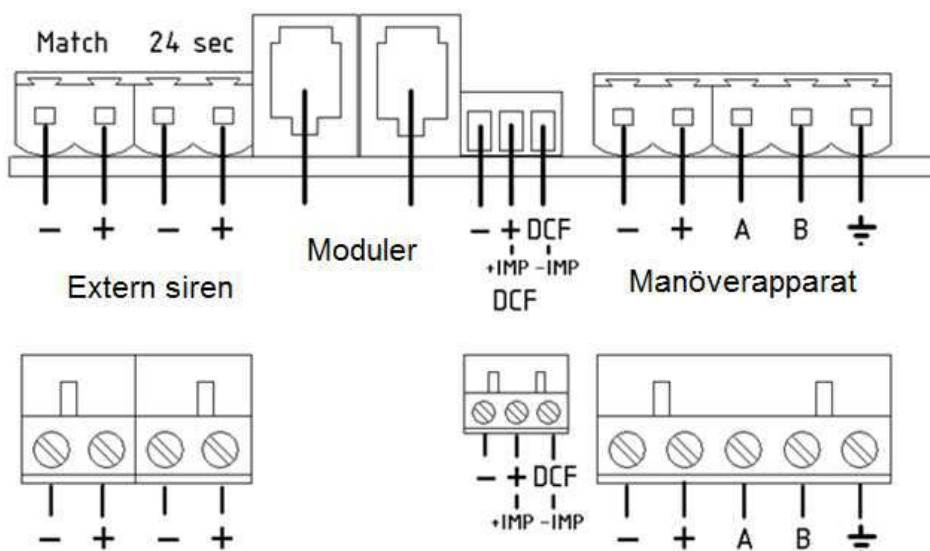 Match 24 sec
− + − + − + DCF − + A B ⏚
+IMP −IMP
Extern siren Moduler DCF Manöverapparat
− + − + − + DCF − + A B ⏚
+IMP −IMP